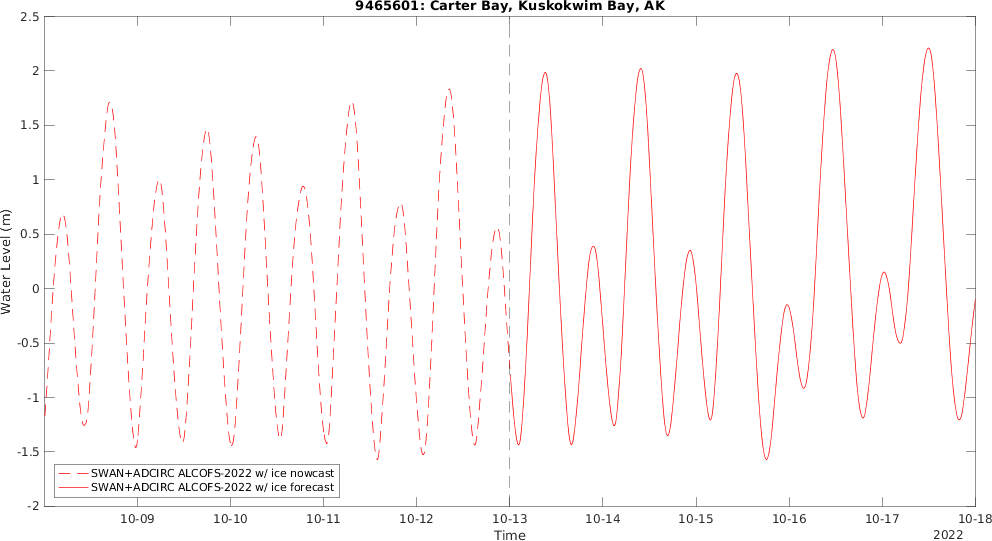 9465601: Carter Bay, Kuskokwim Bay, AK
2.5
2
1.5
1
0.5
0
-0.5
-1
-1.5
-2
Water Level (m)
SWAN+ADCIRC ALCOFS-2022 w/ ice nowcast
SWAN+ADCIRC ALCOFS-2022 w/ ice forecast
10-09 10-10 10-11 10-12 10-13 10-14 10-15 10-16 10-17 10-18
Time
2022